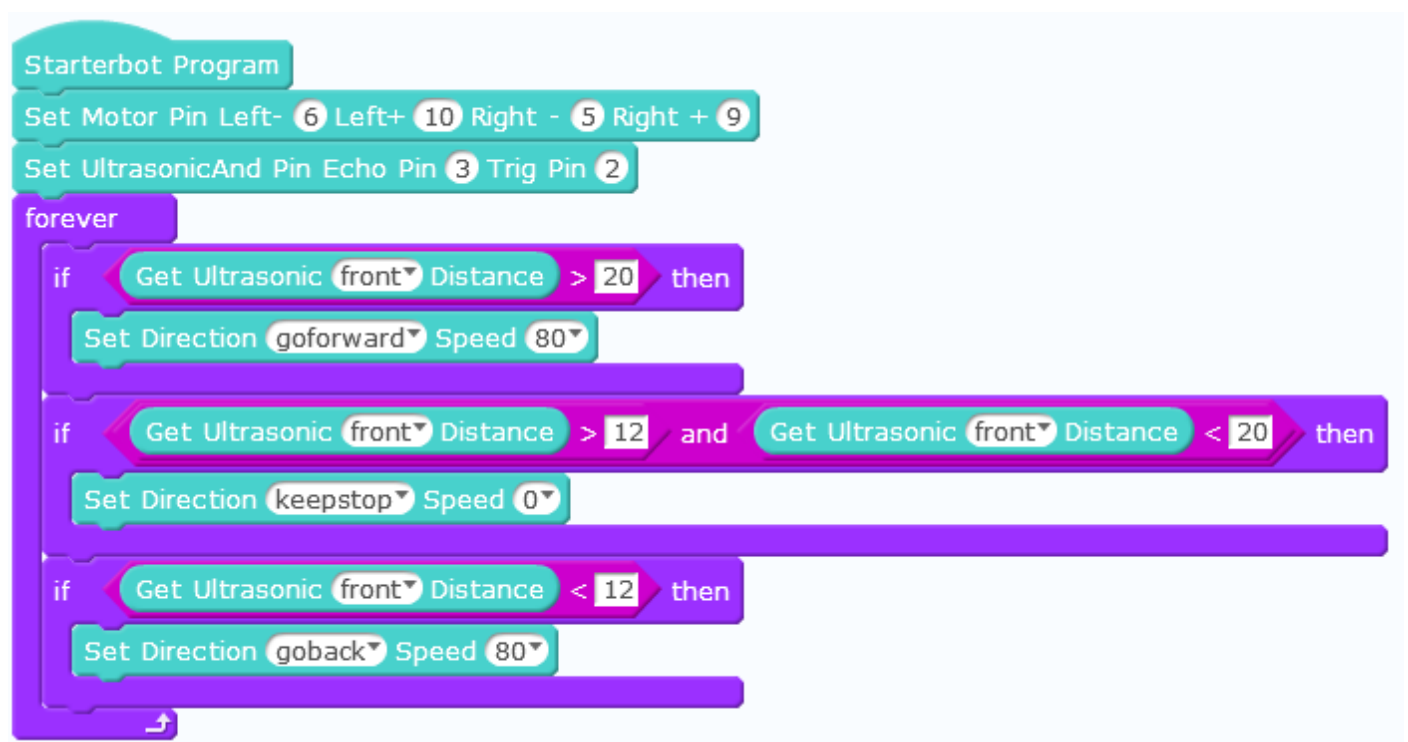 Starterbot Program
Set Motor Pin Left- 6 Left+ 10 Right - 5 Right + 9
Set UltrasonicAnd Pin Echo Pin 3 Trig Pin 2
forever
if Get Ultrasonic front Distance > 20 then
Set Direction goforward Speed 80
if Get Ultrasonic front Distance > 12 and Get Ultrasonic front Distance < 20 then
Set Direction keepstop Speed 0
if Get Ultrasonic front Distance < 12 then
Set Direction goback Speed 80